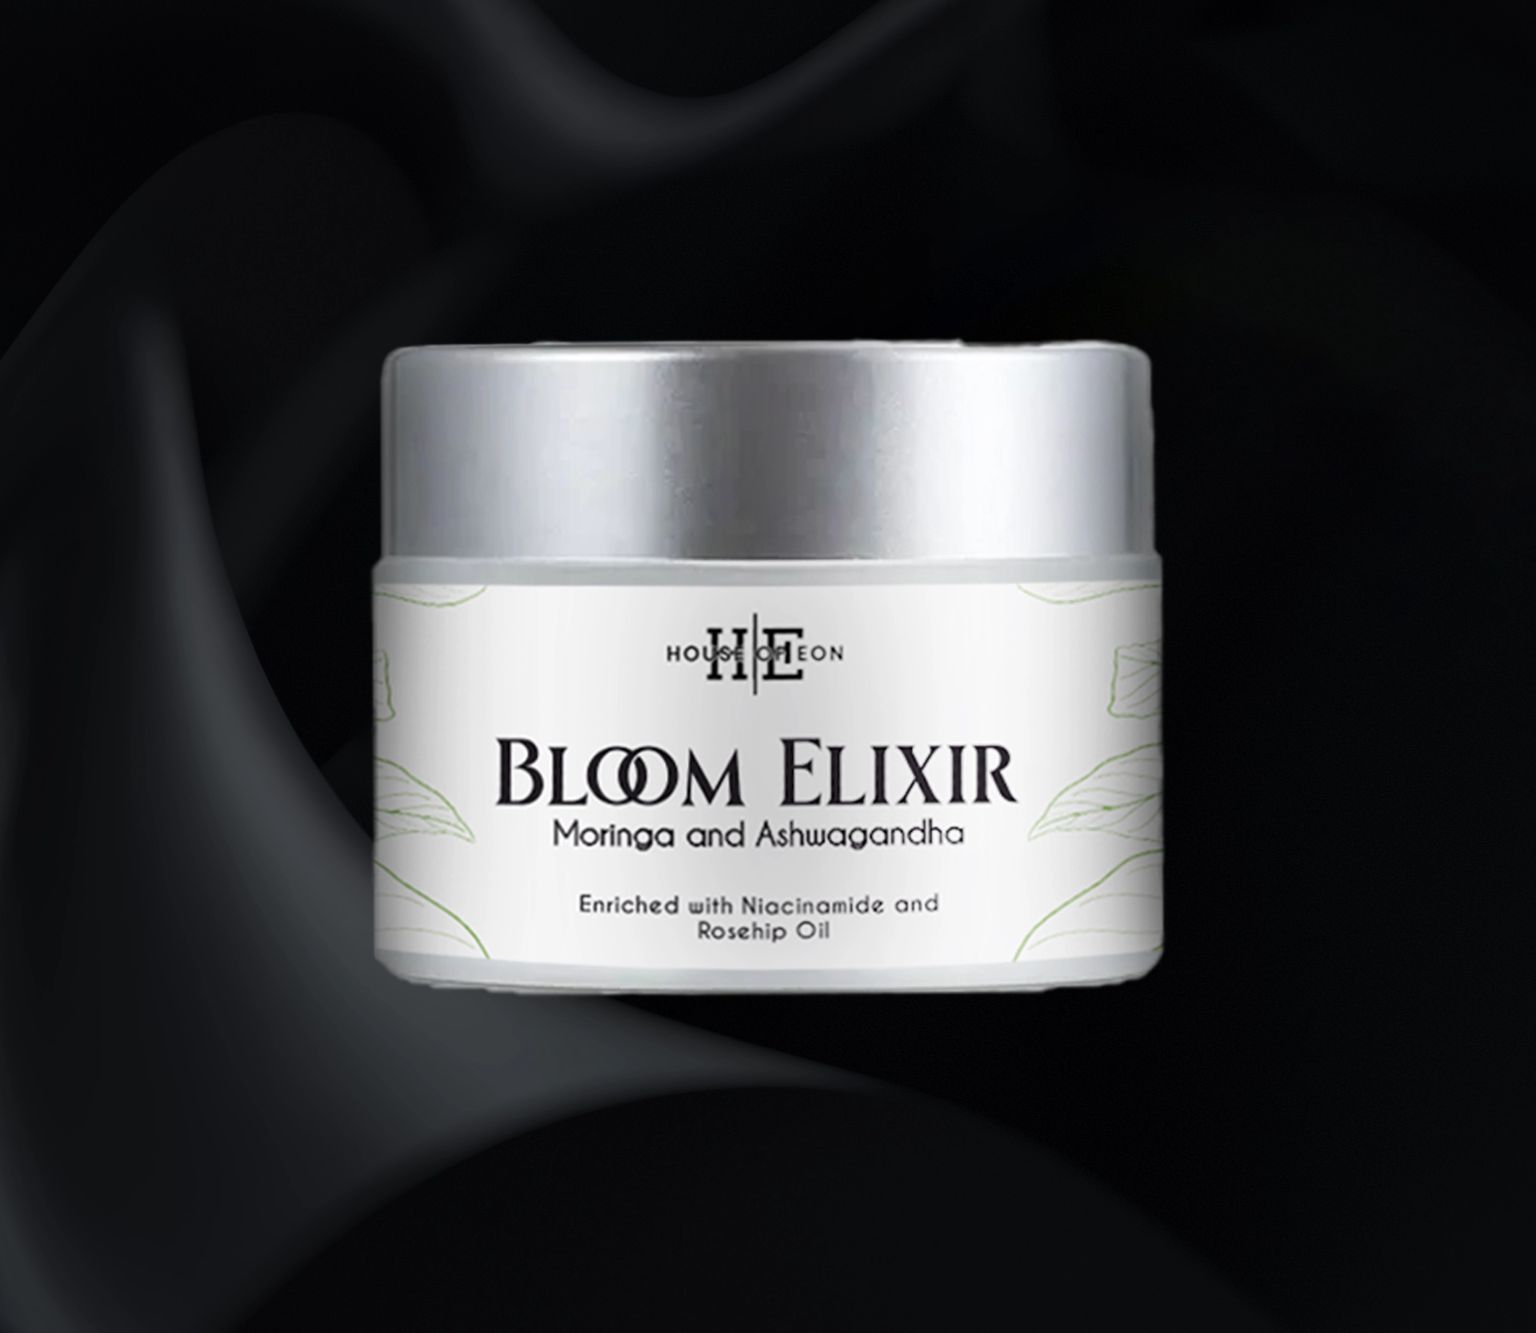 H|E
HOUSE OF EON
BLOOM ELIXIR
Moringa and Ashwagandha
Enriched with Niacinamide and
Rosehip Oil